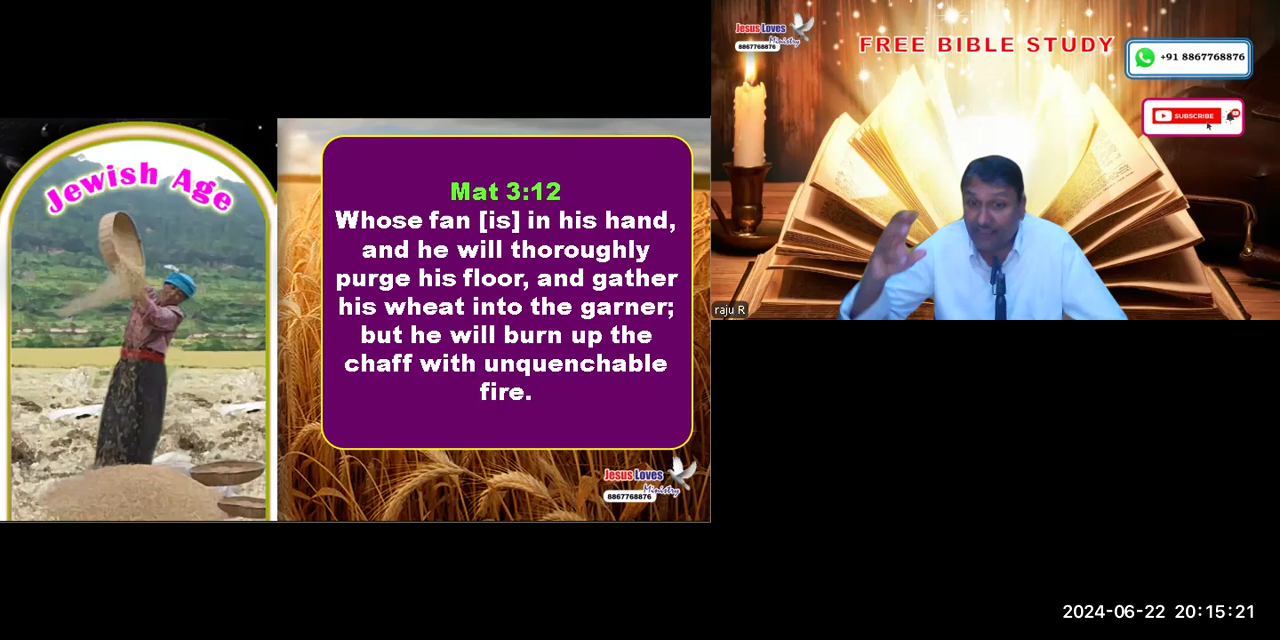 Jewish Age
Mat 3:12
Whose fan [is] in his hand,
and he will thoroughly
purge his floor, and gather
his wheat into the garner;
but he will burn up the
chaff with unquenchable
fire.
Jesus Loves
Ministry
8867768876
Jesus Loves
Ministry
8867768876
FREE BIBLE STUDY
+91 8867768876
SUBSCRIBE
raju R
2024-06-22 20:15:21